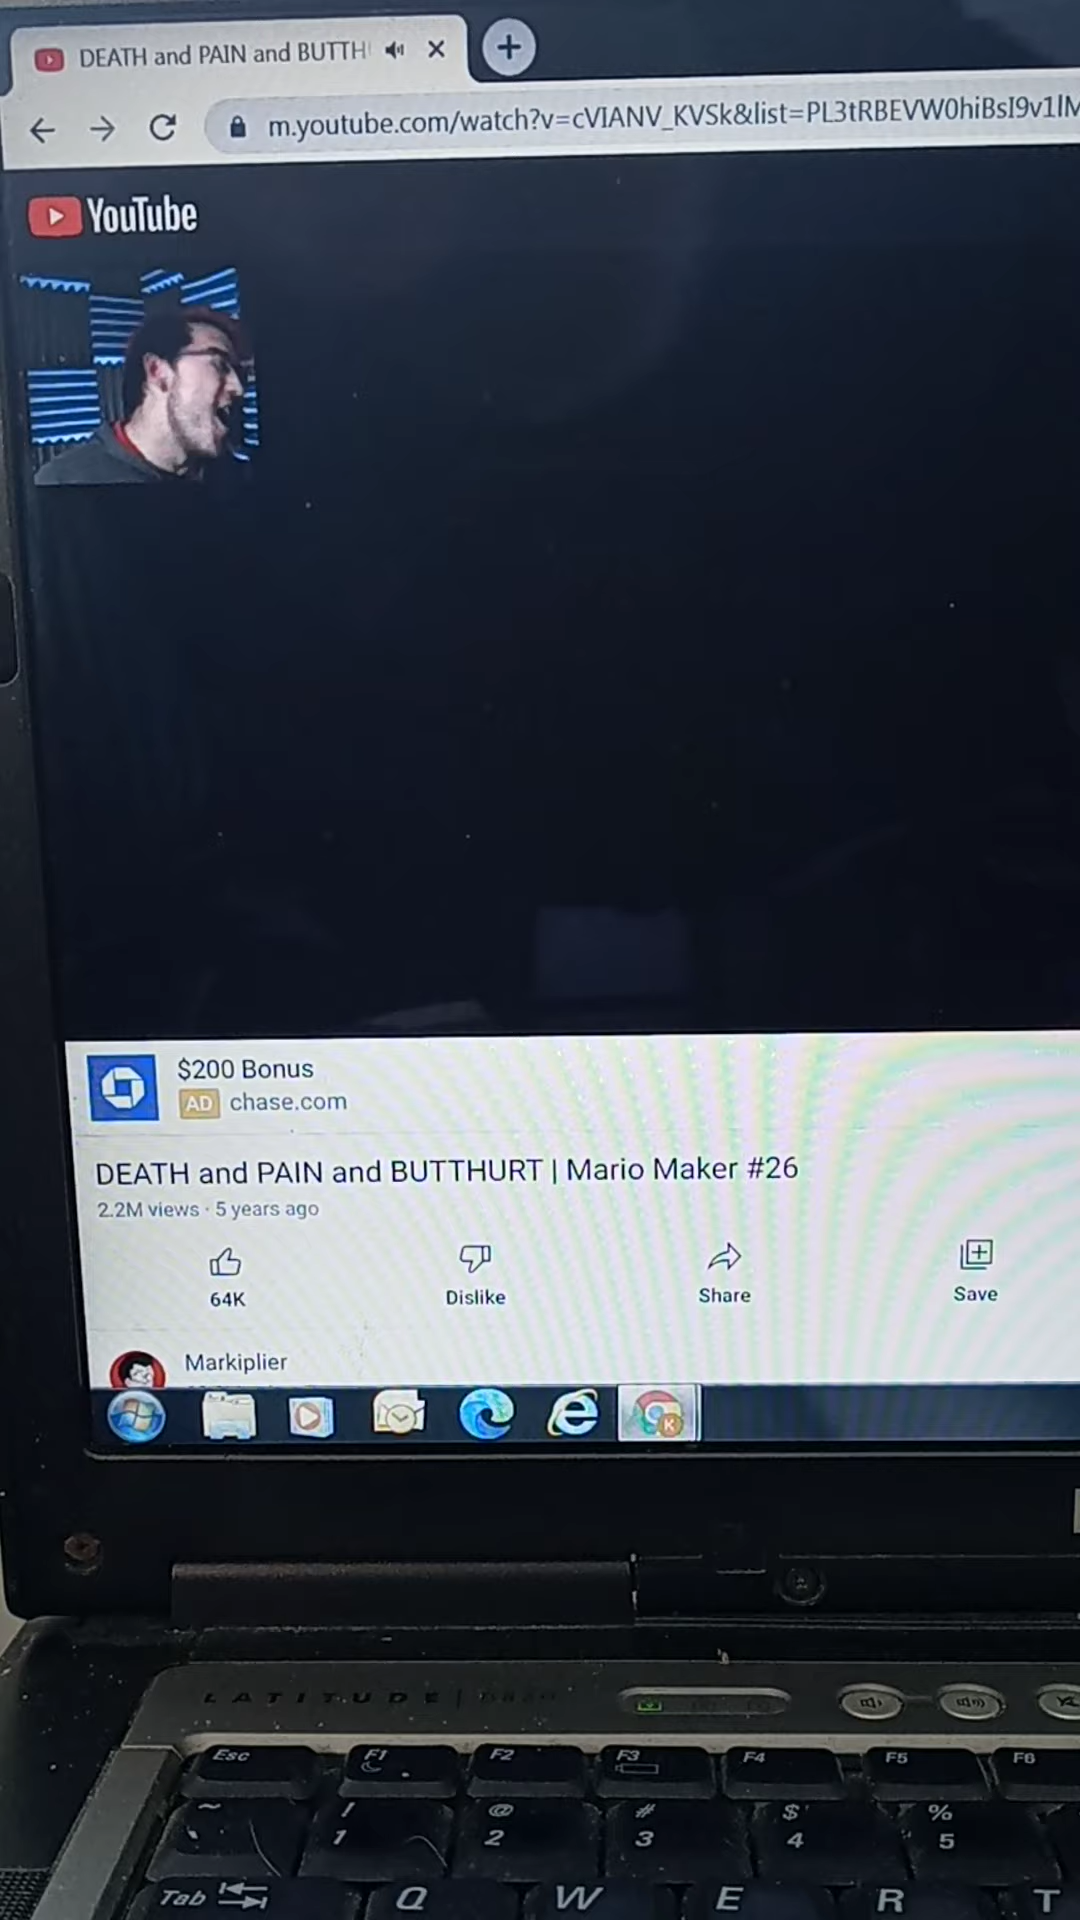 DEATH and PAIN and BUTTH
m.youtube.com/watch?v=cVIANV_KVSk&list=PL3tRBEVW0hiBsI9v1lM
YouTube
$200 Bonus
AD chase.com
DEATH and PAIN and BUTTHURT | Mario Maker #26
2.2M views · 5 years ago
64K Dislike Share Save
Markiplier
K
LATITUDE |
Esc F1 F2 F3 F4 F5 F6
~ ! @ # $ %
` 1 2 3 4 5
Tab Q W E R T